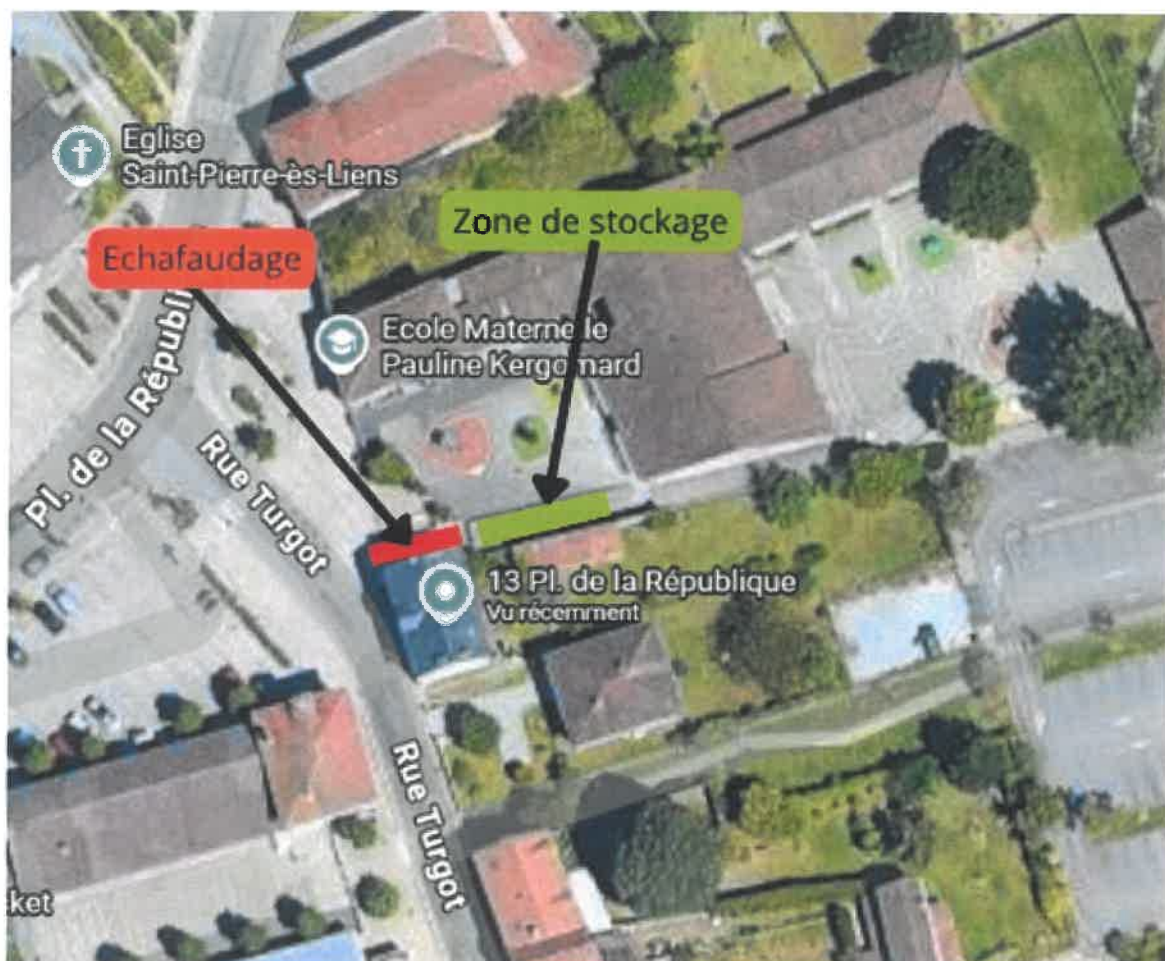 Eglise
Saint-Pierre-ès-Liens
Zone de stockage
Echafaudage
Ecole Maternelle
Pauline Kergomard
Pl. de la Républi
Rue Turgot
13 Pl. de la République
Vu récemment
Rue Turgot
ket